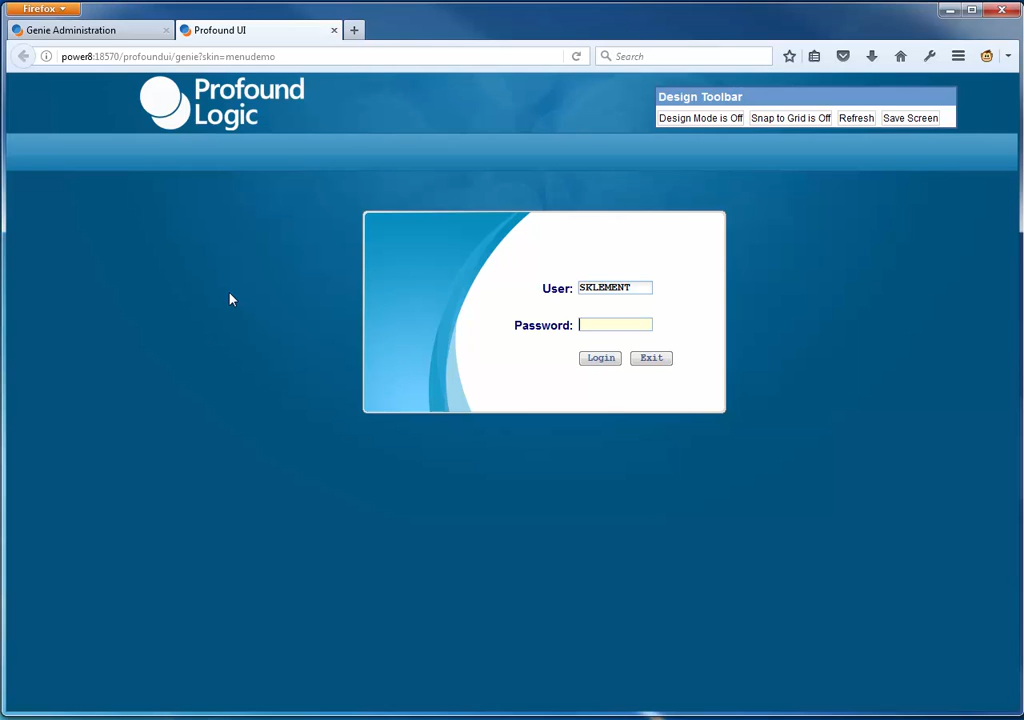 Firefox
Genie Administration
Profound UI
power8:18570/profoundui/genie?skin=menudemo
Search
Profound
Logic
Design Toolbar
Design Mode is Off Snap to Grid is Off Refresh Save Screen
User: SKLEMENT
Password:
Login Exit